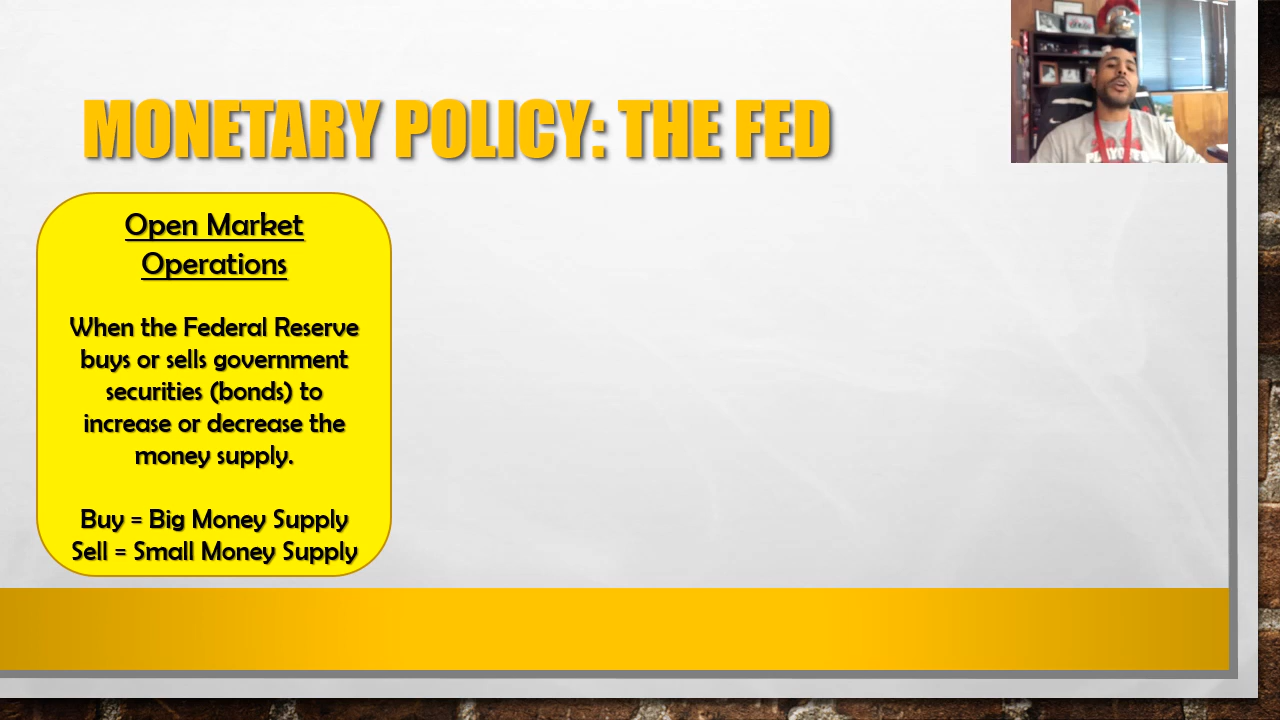 MONETARY POLICY: THE FED
Open Market
Operations
When the Federal Reserve
buys or sells government
securities (bonds) to
increase or decrease the
money supply.
Buy = Big Money Supply
Sell = Small Money Supply